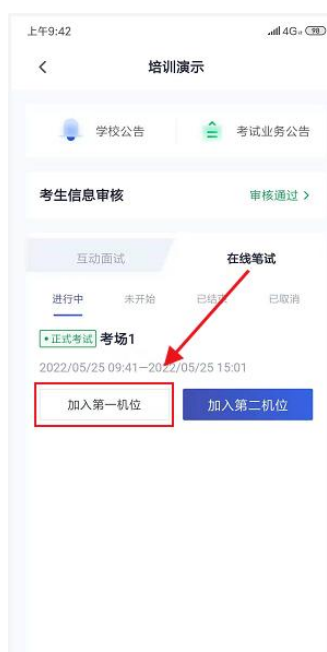 上午9:42
4G 98
培训演示
学校公告
考试业务公告
考生信息审核
审核通过 >
互动面试
在线笔试
进行中
未开始
已结束
已取消
•正式考试 考场1
2022/05/25 09:41—2022/05/25 15:01
加入第一机位
加入第二机位